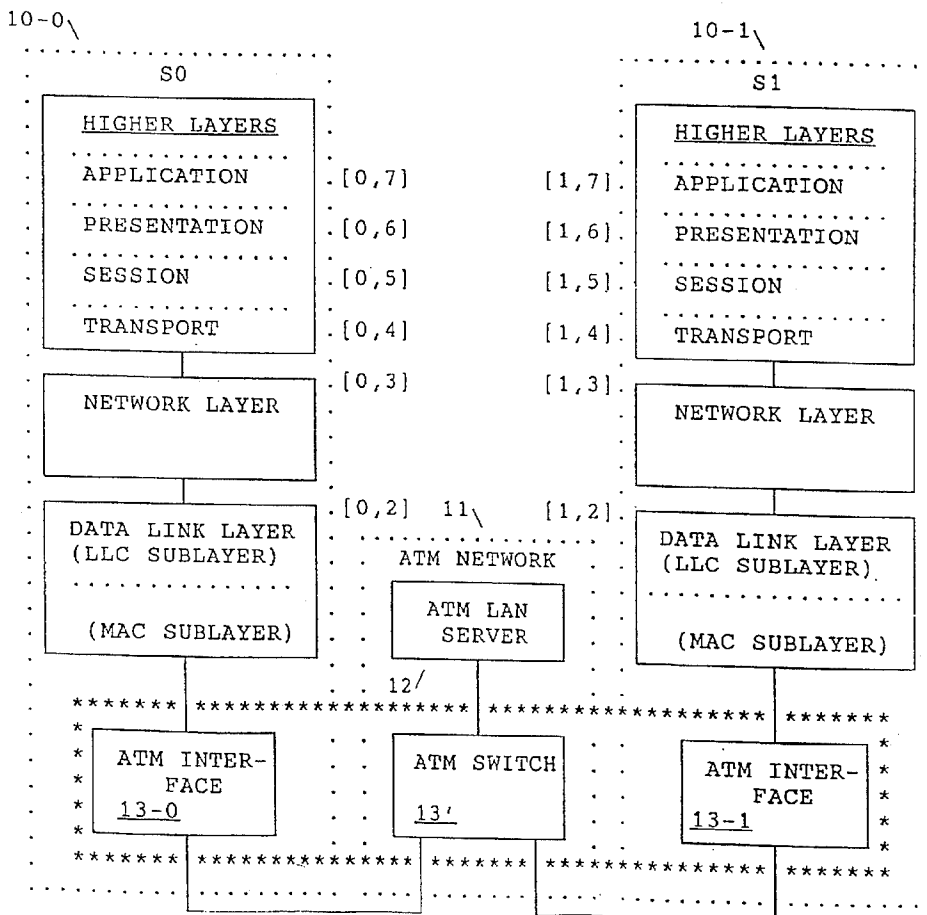 10-0
S0
HIGHER LAYERS
APPLICATION
PRESENTATION
SESSION
TRANSPORT
NETWORK LAYER
DATA LINK LAYER
(LLC SUBLAYER)
(MAC SUBLAYER)
ATM INTER-
FACE
13-0
[0,7]
[0,6]
[0,5]
[0,4]
[0,3]
[0,2]
11
ATM NETWORK
ATM LAN
SERVER
12
ATM SWITCH
13'
[1,7]
[1,6]
[1,5]
[1,4]
[1,3]
[1,2]
10-1
S1
HIGHER LAYERS
APPLICATION
PRESENTATION
SESSION
TRANSPORT
NETWORK LAYER
DATA LINK LAYER
(LLC SUBLAYER)
(MAC SUBLAYER)
ATM INTER-
FACE
13-1